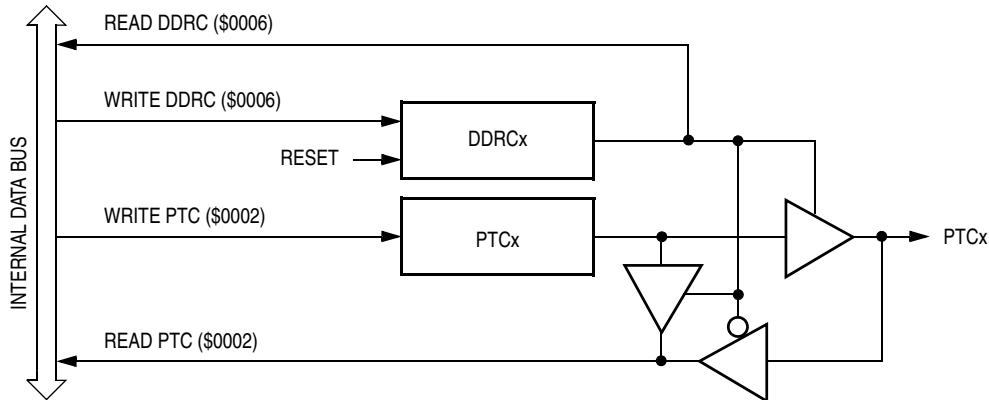 READ DDRC ($0006)
WRITE DDRC ($0006)
DDRCx
RESET
WRITE PTC ($0002)
PTCx
PTCx
READ PTC ($0002)
INTERNAL DATA BUS